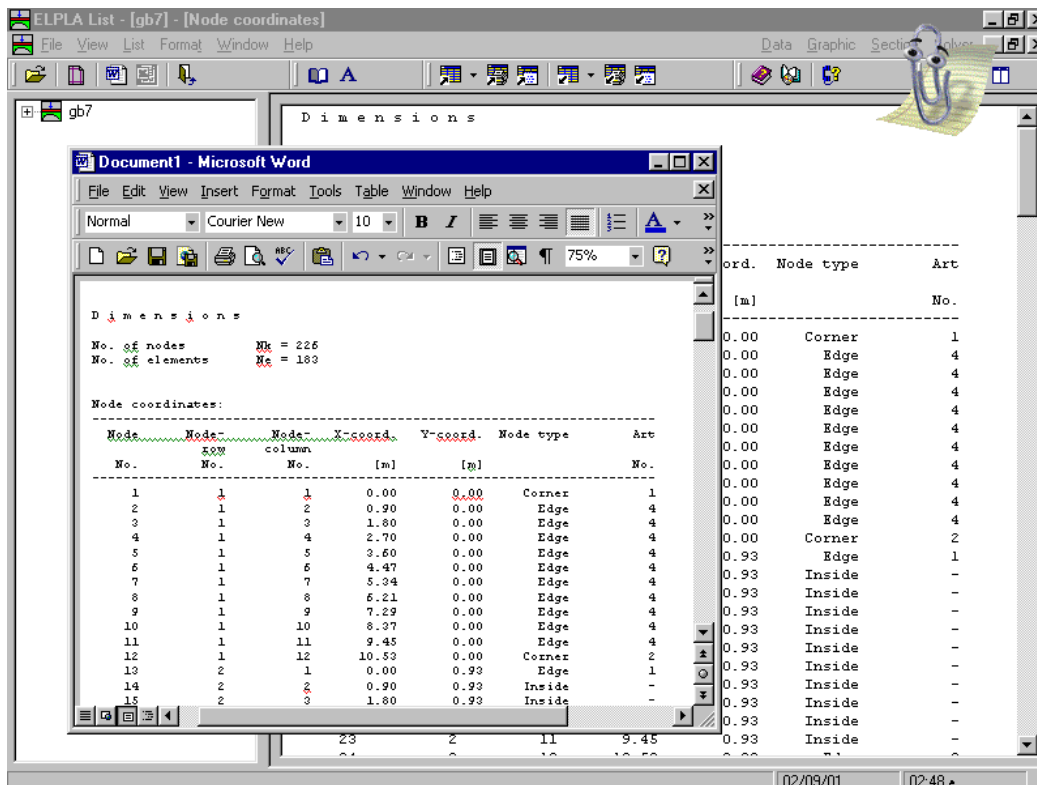 ELPLA List - [gb7] - [Node coordinates]
File View List Format Window Help Data Graphic
gb7
D i m e n s i o n s
Document1 - Microsoft Word
File Edit View Insert Format Tools Table Window Help
Normal Courier New 10 B I A
ABC 75%
D i m e n s i o n s
No. of nodes Nk = 226
No. of elements Ne = 183
Node coordinates:
Node Node- Node- X-coord. Y-coord. Node type Art
row column
No. No. No. [m] [m] No.
1 1 1 0.00 0.00 Corner 1
2 1 2 0.90 0.00 Edge 4
3 1 3 1.80 0.00 Edge 4
4 1 4 2.70 0.00 Edge 4
5 1 5 3.60 0.00 Edge 4
6 1 6 4.47 0.00 Edge 4
7 1 7 5.34 0.00 Edge 4
8 1 8 6.21 0.00 Edge 4
9 1 9 7.29 0.00 Edge 4
10 1 10 8.37 0.00 Edge 4
11 1 11 9.45 0.00 Edge 4
12 1 12 10.53 0.00 Corner 2
13 2 1 0.00 0.93 Edge 1
14 2 2 0.90 0.93 Inside -
15 2 3 1.80 0.93 Inside -
ord. Node type Art
[m] No.
0.00 Corner 1
0.00 Edge 4
0.00 Edge 4
0.00 Edge 4
0.00 Edge 4
0.00 Edge 4
0.00 Edge 4
0.00 Edge 4
0.00 Edge 4
0.00 Edge 4
0.00 Edge 4
0.00 Corner 2
0.93 Edge 1
0.93 Inside -
0.93 Inside -
0.93 Inside -
0.93 Inside -
0.93 Inside -
0.93 Inside -
0.93 Inside -
0.93 Inside -
0.93 Inside -
23 2 11 9.45 0.93 Inside -
02/09/01 02:48